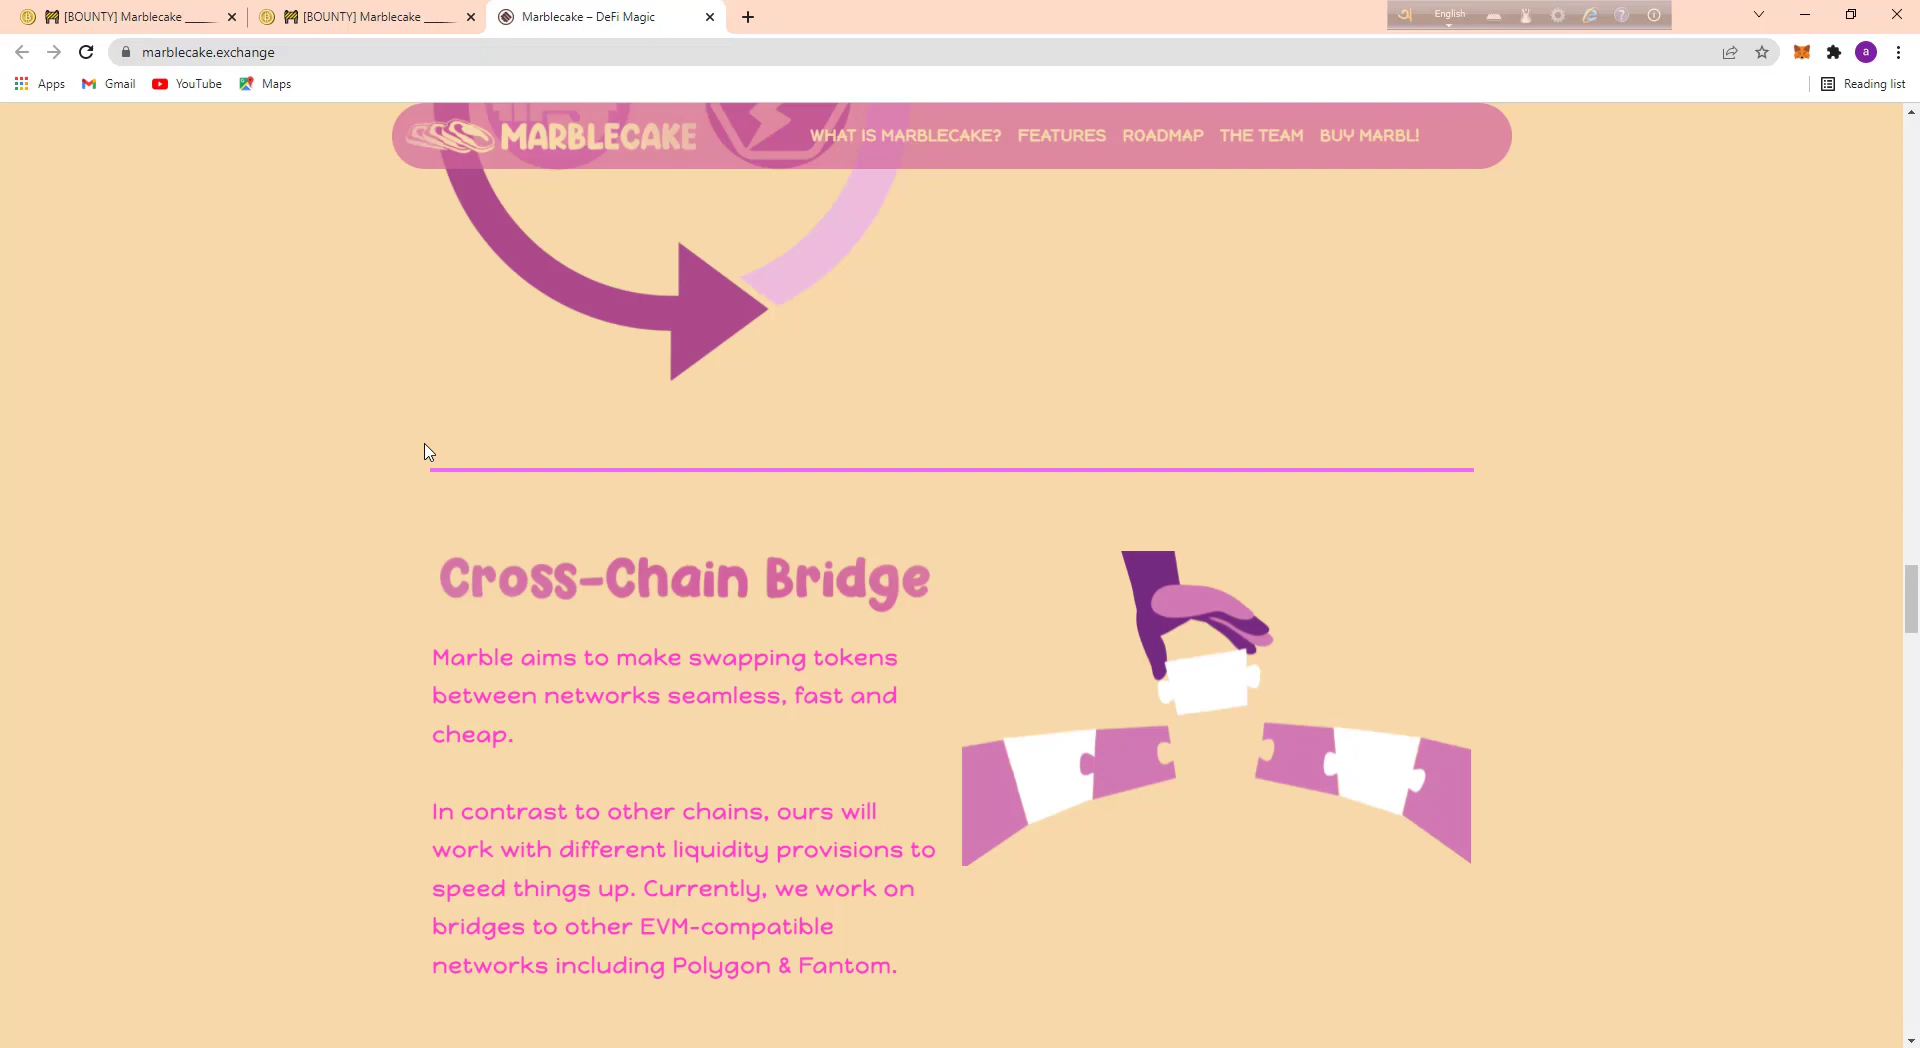 [BOUNTY] Marblecake
[BOUNTY] Marblecake
Marblecake – DeFi Magic
English
marblecake.exchange
a
Apps
Gmail
YouTube
Maps
Reading list
MARBLECAKE
WHAT IS MARBLECAKE?
FEATURES
ROADMAP
THE TEAM
BUY MARBL!
Cross-Chain Bridge
Marble aims to make swapping tokens
between networks seamless, fast and
cheap.
In contrast to other chains, ours will
work with different liquidity provisions to
speed things up. Currently, we work on
bridges to other EVM-compatible
networks including Polygon & Fantom.